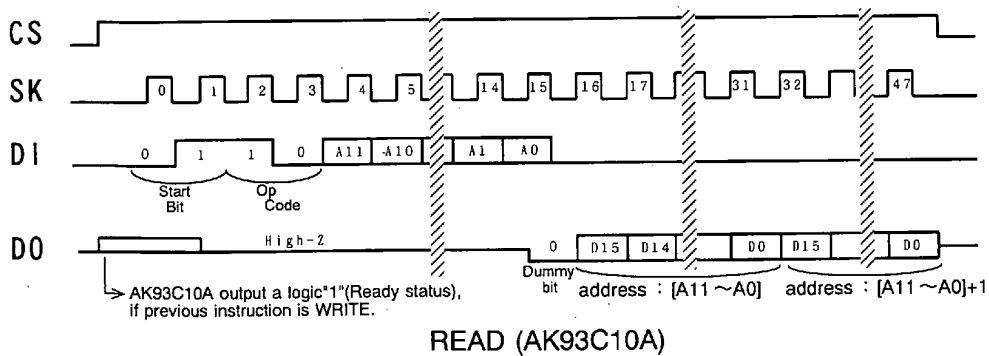 CS
SK 0 1 2 3 4 5 14 15 16 17 31 32 47
DI 0 1 1 0 A11 A10 A1 A0
Start Bit
Op Code
DO High-Z 0 D15 D14 D0 D15 D0
Dummy bit
address : [A11~A0] address : [A11~A0]+1
AK93C10A output a logic"1"(Ready status),
if previous instruction is WRITE.
READ (AK93C10A)